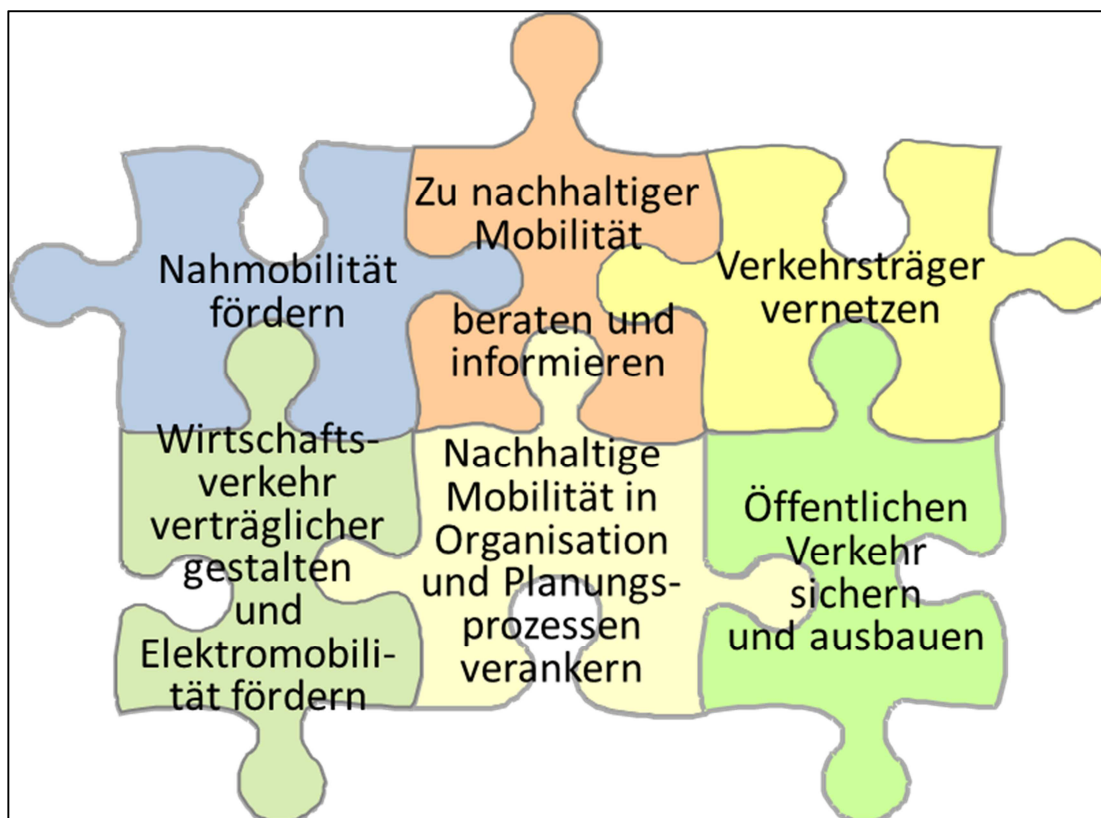 Nahmobilität
fördern
Zu nachhaltiger
Mobilität
beraten und
informieren
Verkehrsträger
vernetzen
Wirtschafts-
verkehr
verträglicher
gestalten
und
Elektromobili-
tät fördern
Nachhaltige
Mobilität in
Organisation
und Planungs-
prozessen
verankern
Öffentlichen
Verkehr
sichern
und ausbauen